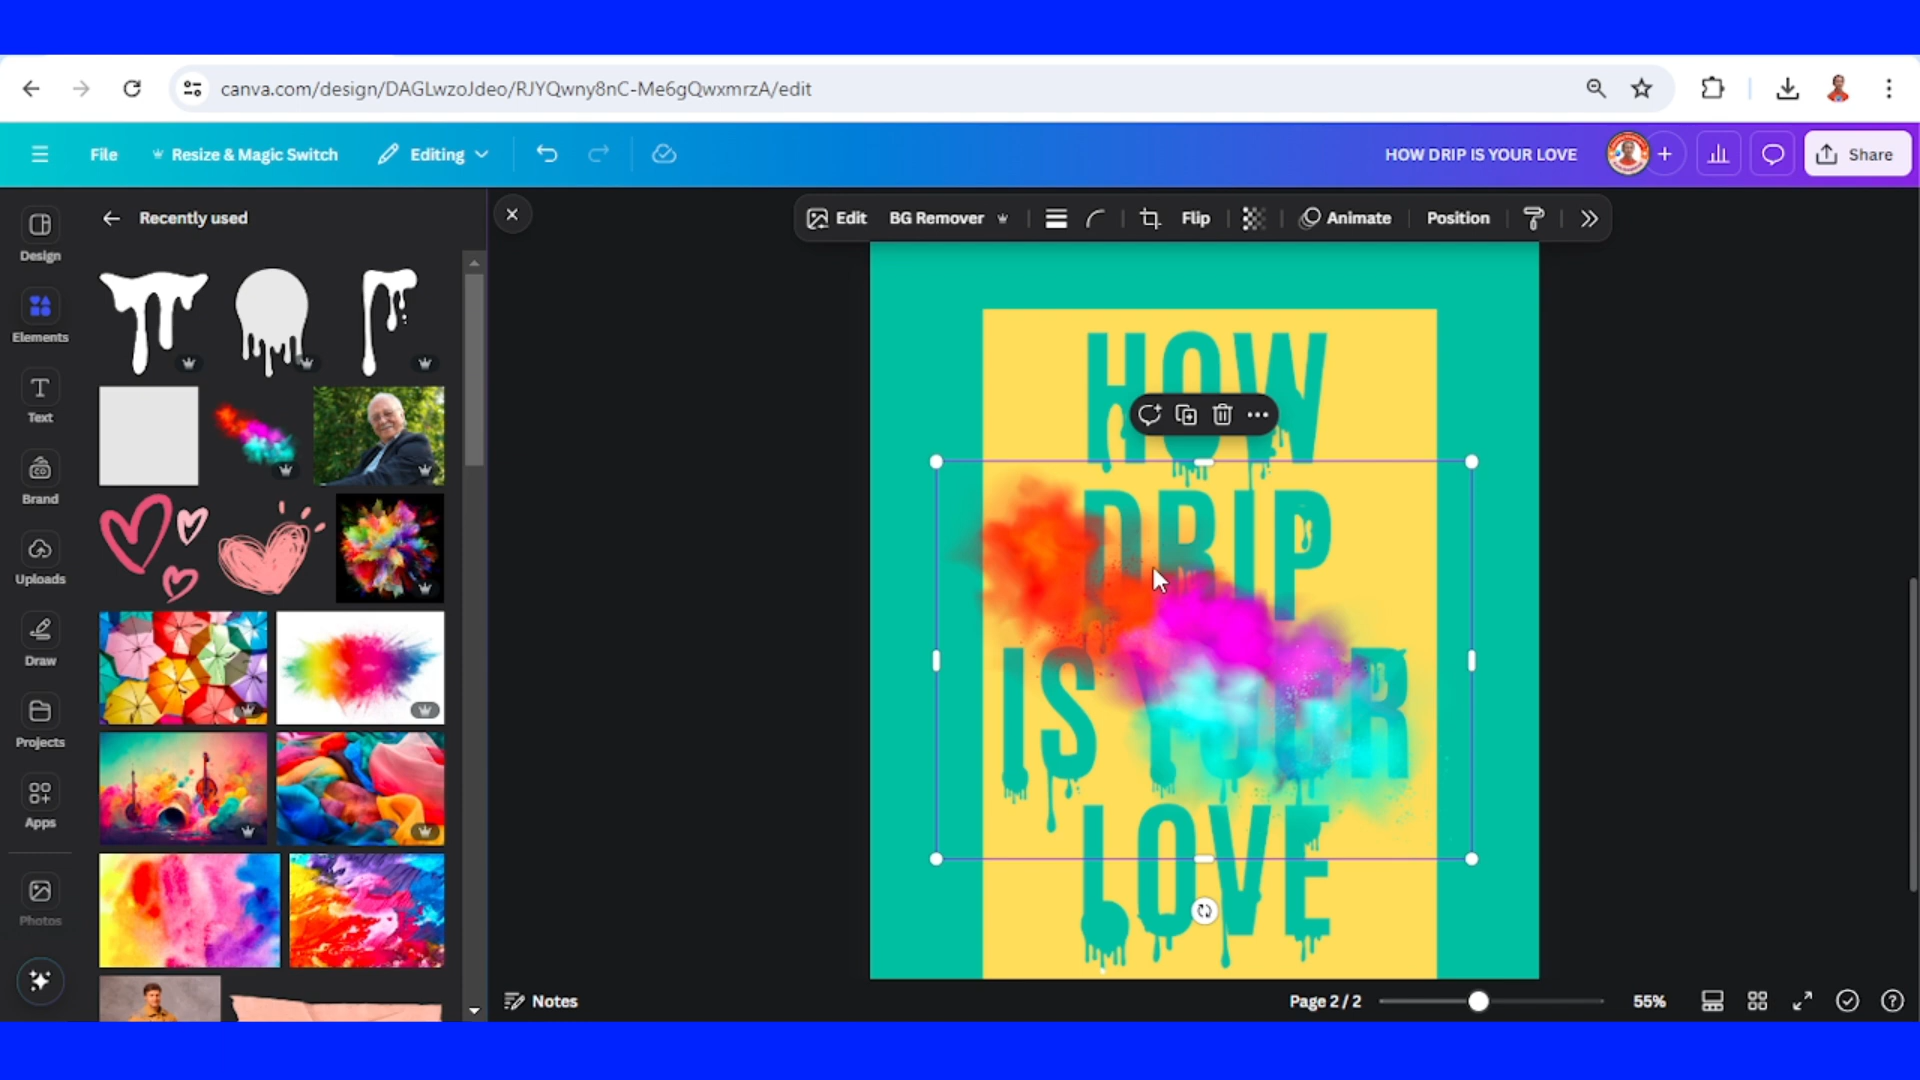 canva.com/design/DAGLwzoJdeo/RJYQwny8nC-Me6gQwxmrzA/edit
File
Resize & Magic Switch
Editing
HOW DRIP IS YOUR LOVE
Share
Design
Elements
Text
Brand
Uploads
Draw
Projects
Apps
Photos
Recently used
Edit
BG Remover
Flip
Animate
Position
HOW
DRIP
IS YOUR
LOVE
Notes
Page 2 / 2
55%